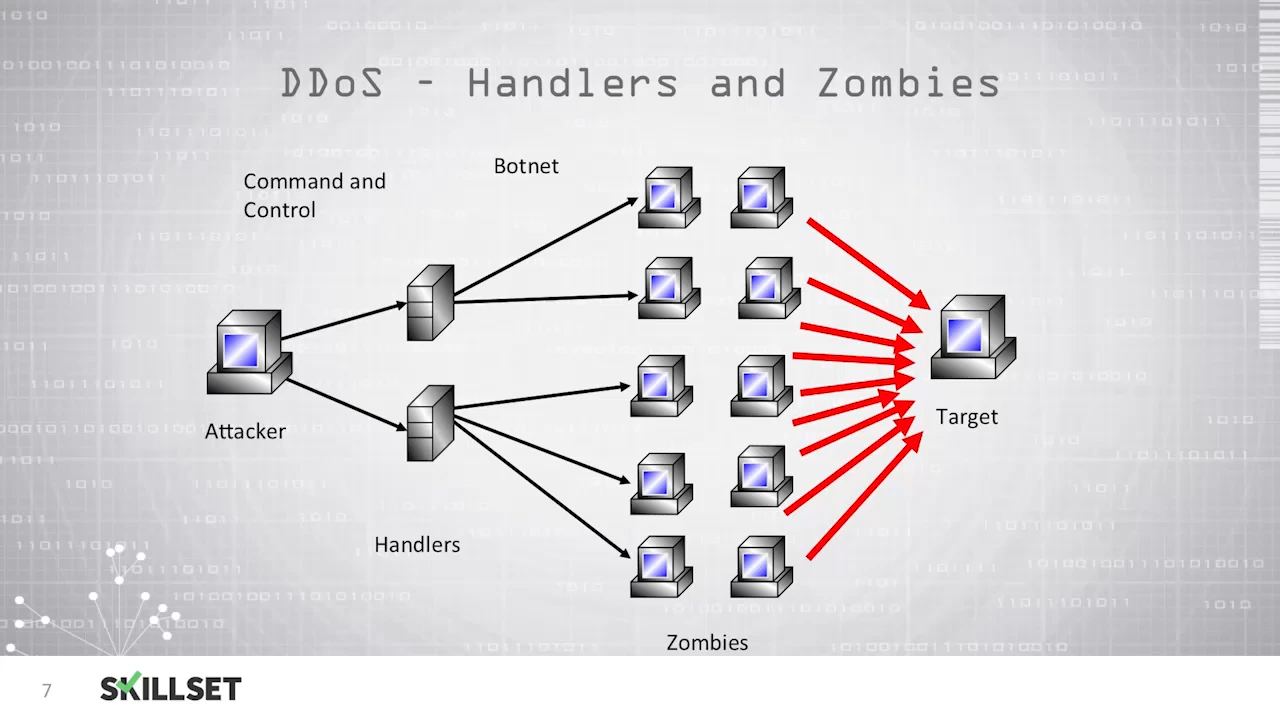 DDoS - Handlers and Zombies
Botnet
Command and
Control
Attacker
Target
Handlers
Zombies
7
SKILLSET